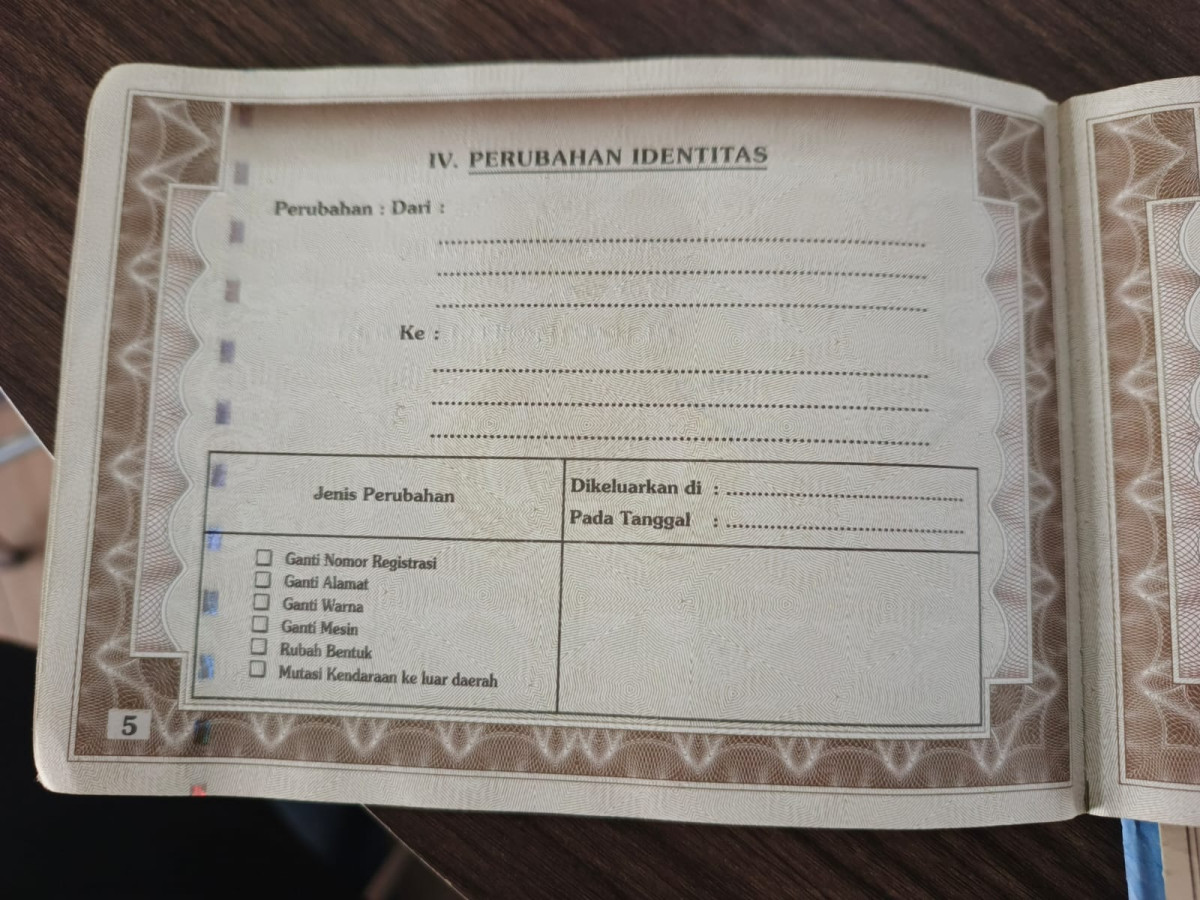 IV. PERUBAHAN IDENTITAS
Perubahan : Dari :
Ke :
Jenis Perubahan
Dikeluarkan di :
Pada Tanggal :
Ganti Nomor Registrasi
Ganti Alamat
Ganti Warna
Ganti Mesin
Rubah Bentuk
Mutasi Kendaraan ke luar daerah
5